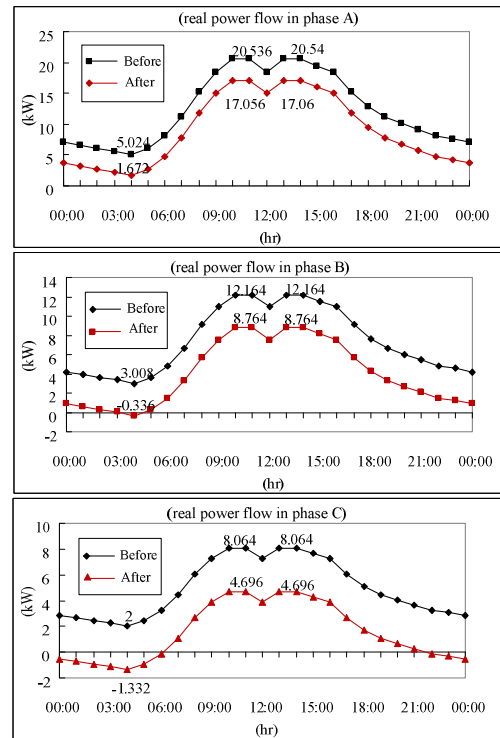 (real power flow in phase A)
25
20
15
10
5
0
(kW)
Before
After
20.536
20.54
17.056
17.06
5.024
1.672
00:00 03:00 06:00 09:00 12:00 15:00 18:00 21:00 00:00
(hr)
(real power flow in phase B)
14
12
10
8
6
4
2
0
-2
(kW)
Before
After
12.164
12.164
8.764
8.764
3.008
-0.336
00:00 03:00 06:00 09:00 12:00 15:00 18:00 21:00 00:00
(hr)
(real power flow in phase C)
10
8
6
4
2
0
-2
(kW)
Before
After
8.064
8.064
4.696
4.696
2
-1.332
00:00 03:00 06:00 09:00 12:00 15:00 18:00 21:00 00:00
(hr)